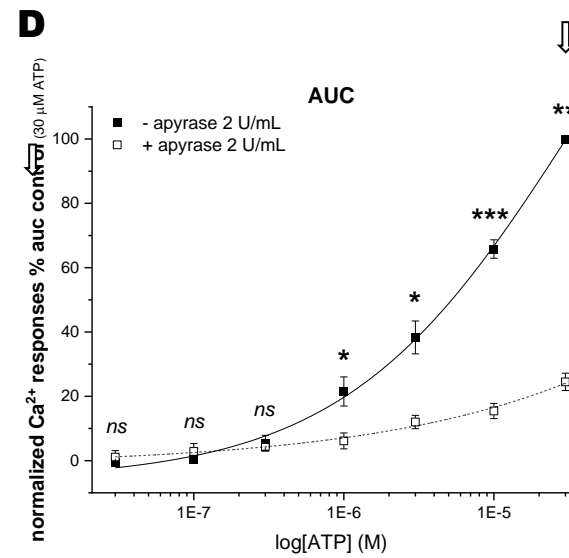 D
AUC
- apyrase 2 U/mL
+ apyrase 2 U/mL
normalized Ca²⁺ responses % auc control (30 μM ATP)
100
80
60
40
20
0
ns
ns
ns
*
*
***
**
1E-7
1E-6
1E-5
log[ATP] (M)